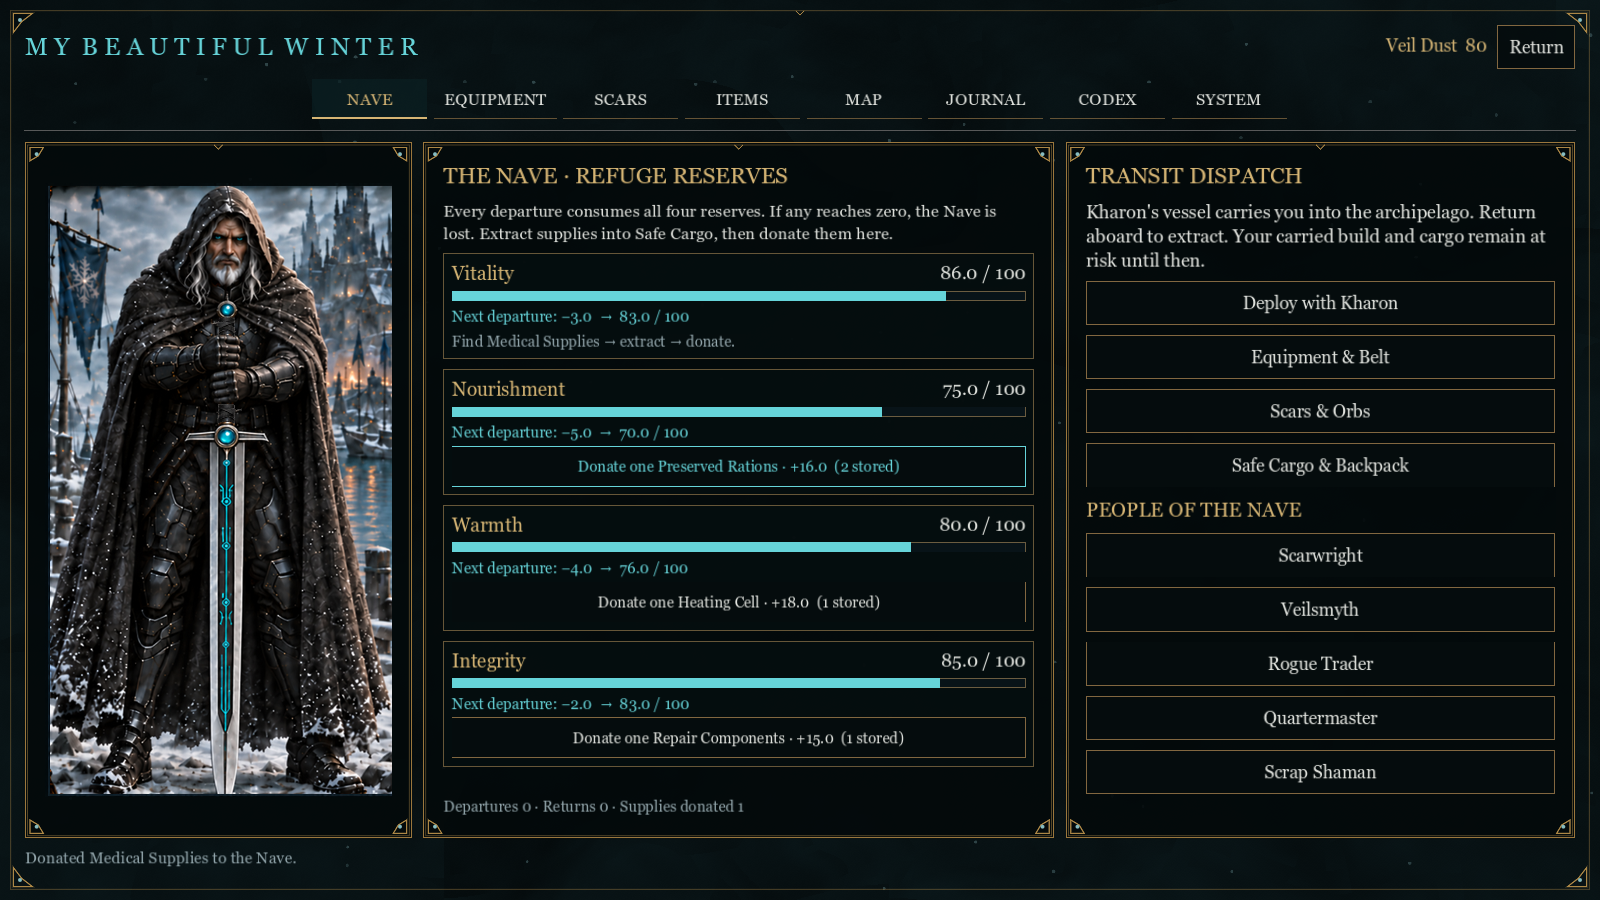 MY BEAUTIFUL WINTER
Veil Dust 80
Return
NAVE
EQUIPMENT
SCARS
ITEMS
MAP
JOURNAL
CODEX
SYSTEM
THE NAVE · REFUGE RESERVES
Every departure consumes all four reserves. If any reaches zero, the Nave is
lost. Extract supplies into Safe Cargo, then donate them here.
Vitality 86.0 / 100
Next departure: −3.0 → 83.0 / 100
Find Medical Supplies → extract → donate.
Nourishment 75.0 / 100
Next departure: −5.0 → 70.0 / 100
Donate one Preserved Rations · +16.0 (2 stored)
Warmth 80.0 / 100
Next departure: −4.0 → 76.0 / 100
Donate one Heating Cell · +18.0 (1 stored)
Integrity 85.0 / 100
Next departure: −2.0 → 83.0 / 100
Donate one Repair Components · +15.0 (1 stored)
Departures 0 · Returns 0 · Supplies donated 1
TRANSIT DISPATCH
Kharon's vessel carries you into the archipelago. Return
aboard to extract. Your carried build and cargo remain at
risk until then.
Deploy with Kharon
Equipment & Belt
Scars & Orbs
Safe Cargo & Backpack
PEOPLE OF THE NAVE
Scarwright
Veilsmyth
Rogue Trader
Quartermaster
Scrap Shaman
Donated Medical Supplies to the Nave.